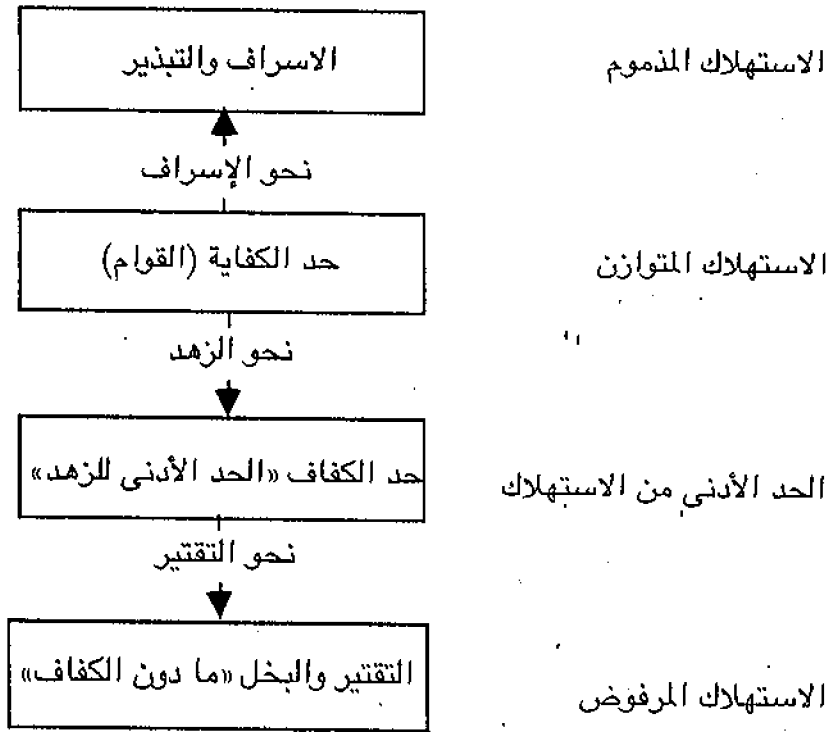 الاستهلاك المذموم
الاسراف والتبذير
نحو الإسراف
الاستهلاك المتوازن
حد الكفاية (القوام)
نحو الزهد
الحد الأدنى من الاستهلاك
حد الكفاف «الحد الأدنى للزهد»
نحو التقتير
الاستهلاك المرفوض
التقتير والبخل «ما دون الكفاف»